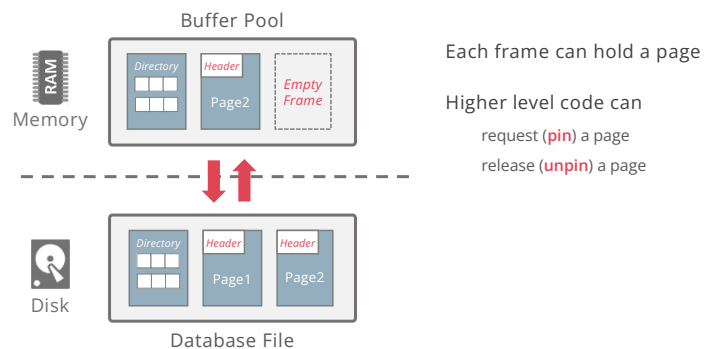 Buffer Pool
Each frame can hold a page
Higher level code can
request (pin) a page
release (unpin) a page
RAM
Memory
Directory
Header
Page2
Empty
Frame
Directory
Header
Page1
Header
Page2
Disk
Database File